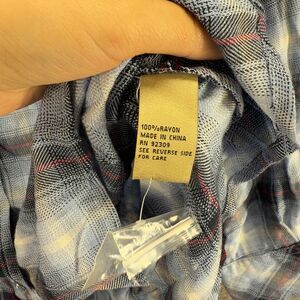 100%RAYON
MADE IN CHINA
RN 92309
SEE REVERSE SIDE
FOR CARE